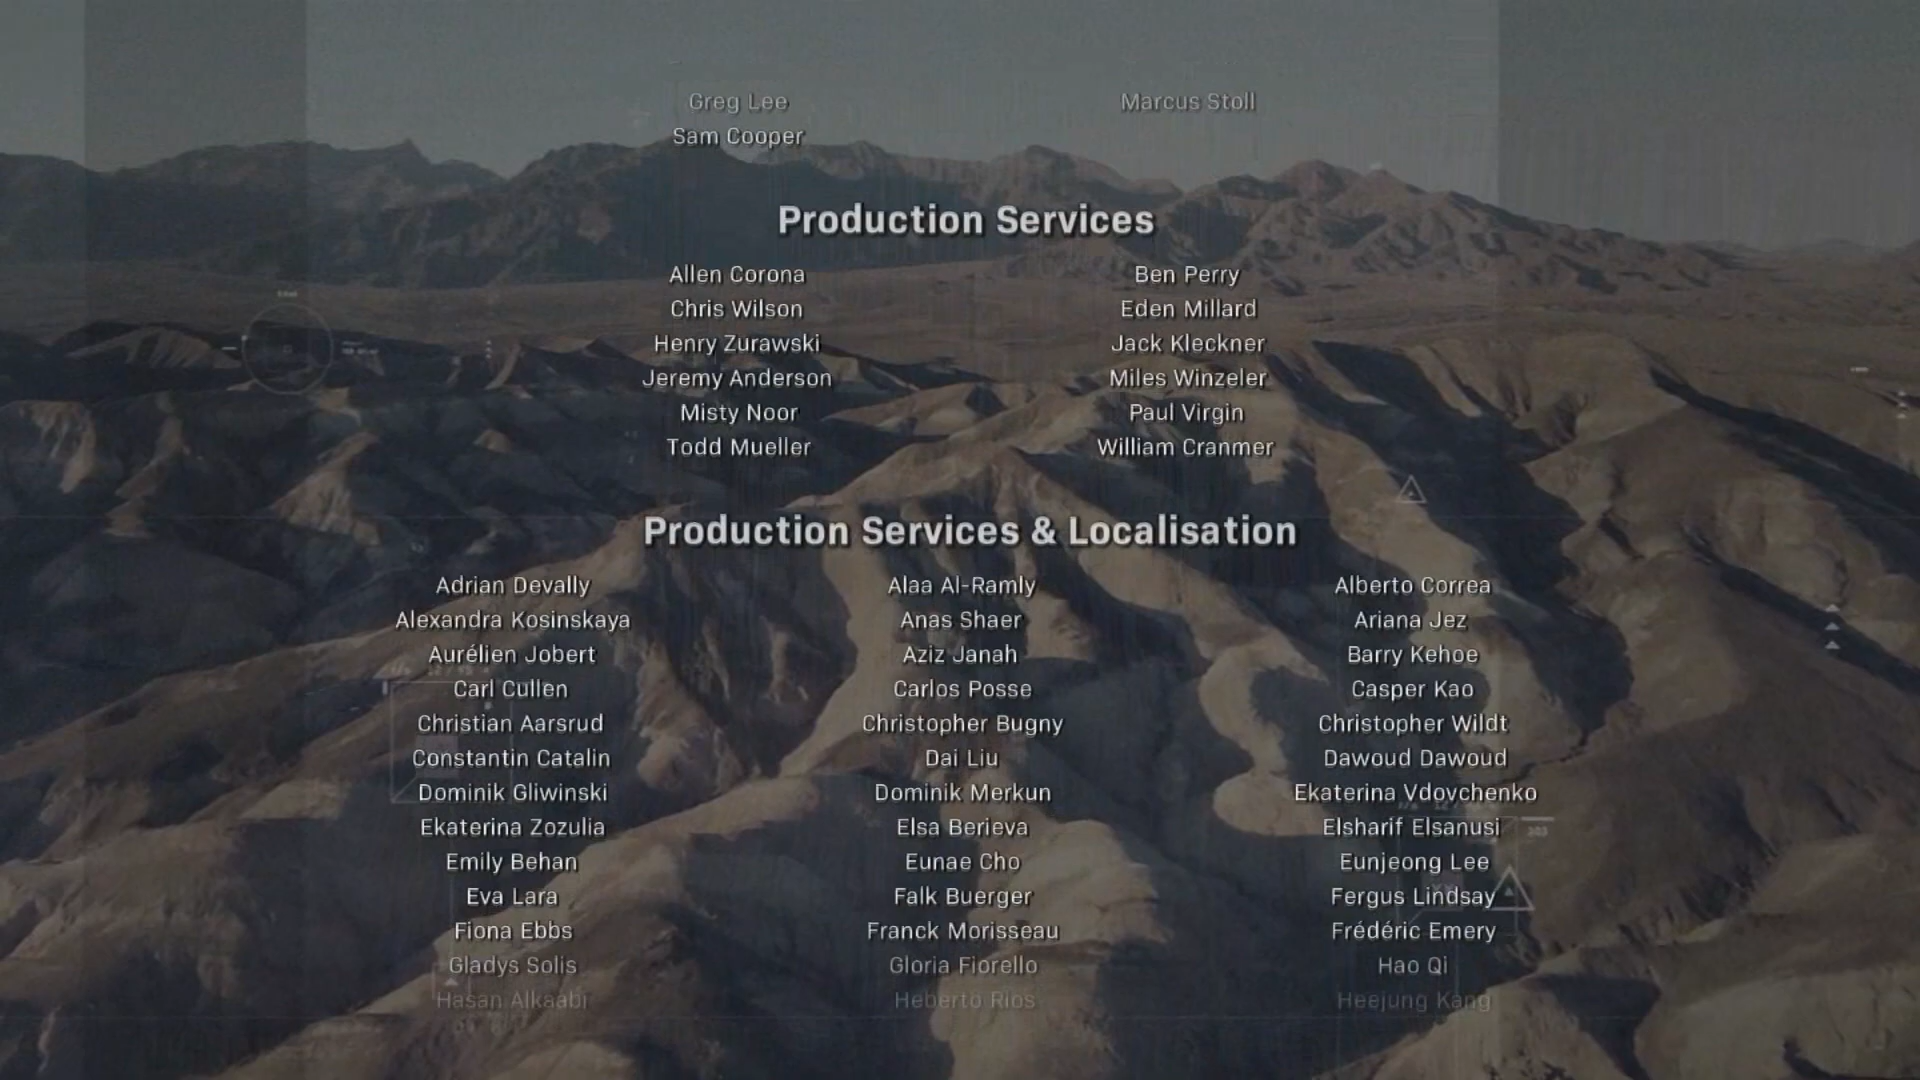 Greg Lee Marcus Stoll
Sam Cooper
Production Services
Allen Corona Ben Perry
Chris Wilson Eden Millard
Henry Zurawski Jack Kleckner
Jeremy Anderson Miles Winzeler
Misty Noor Paul Virgin
Todd Mueller William Cranmer
Production Services & Localisation
Adrian Devally Alaa Al-Ramly Alberto Correa
Alexandra Kosinskaya Anas Shaer Ariana Jez
Aurélien Jobert Aziz Janah Barry Kehoe
Carl Cullen Carlos Posse Casper Kao
Christian Aarsrud Christopher Bugny Christopher Wildt
Constantin Catalin Dai Liu Dawoud Dawoud
Dominik Gliwinski Dominik Merkun Ekaterina Vdovchenko
Ekaterina Zozulia Elsa Berieva Elsharif Elsanusi
303
Emily Behan Eunae Cho Eunjeong Lee
Eva Lara Falk Buerger Fergus Lindsay
Fiona Ebbs Franck Morisseau Frédéric Emery
Gladys Solis Gloria Fiorello Hao Qi
Hasan Alkaabi Heberto Rios Heejung Kang